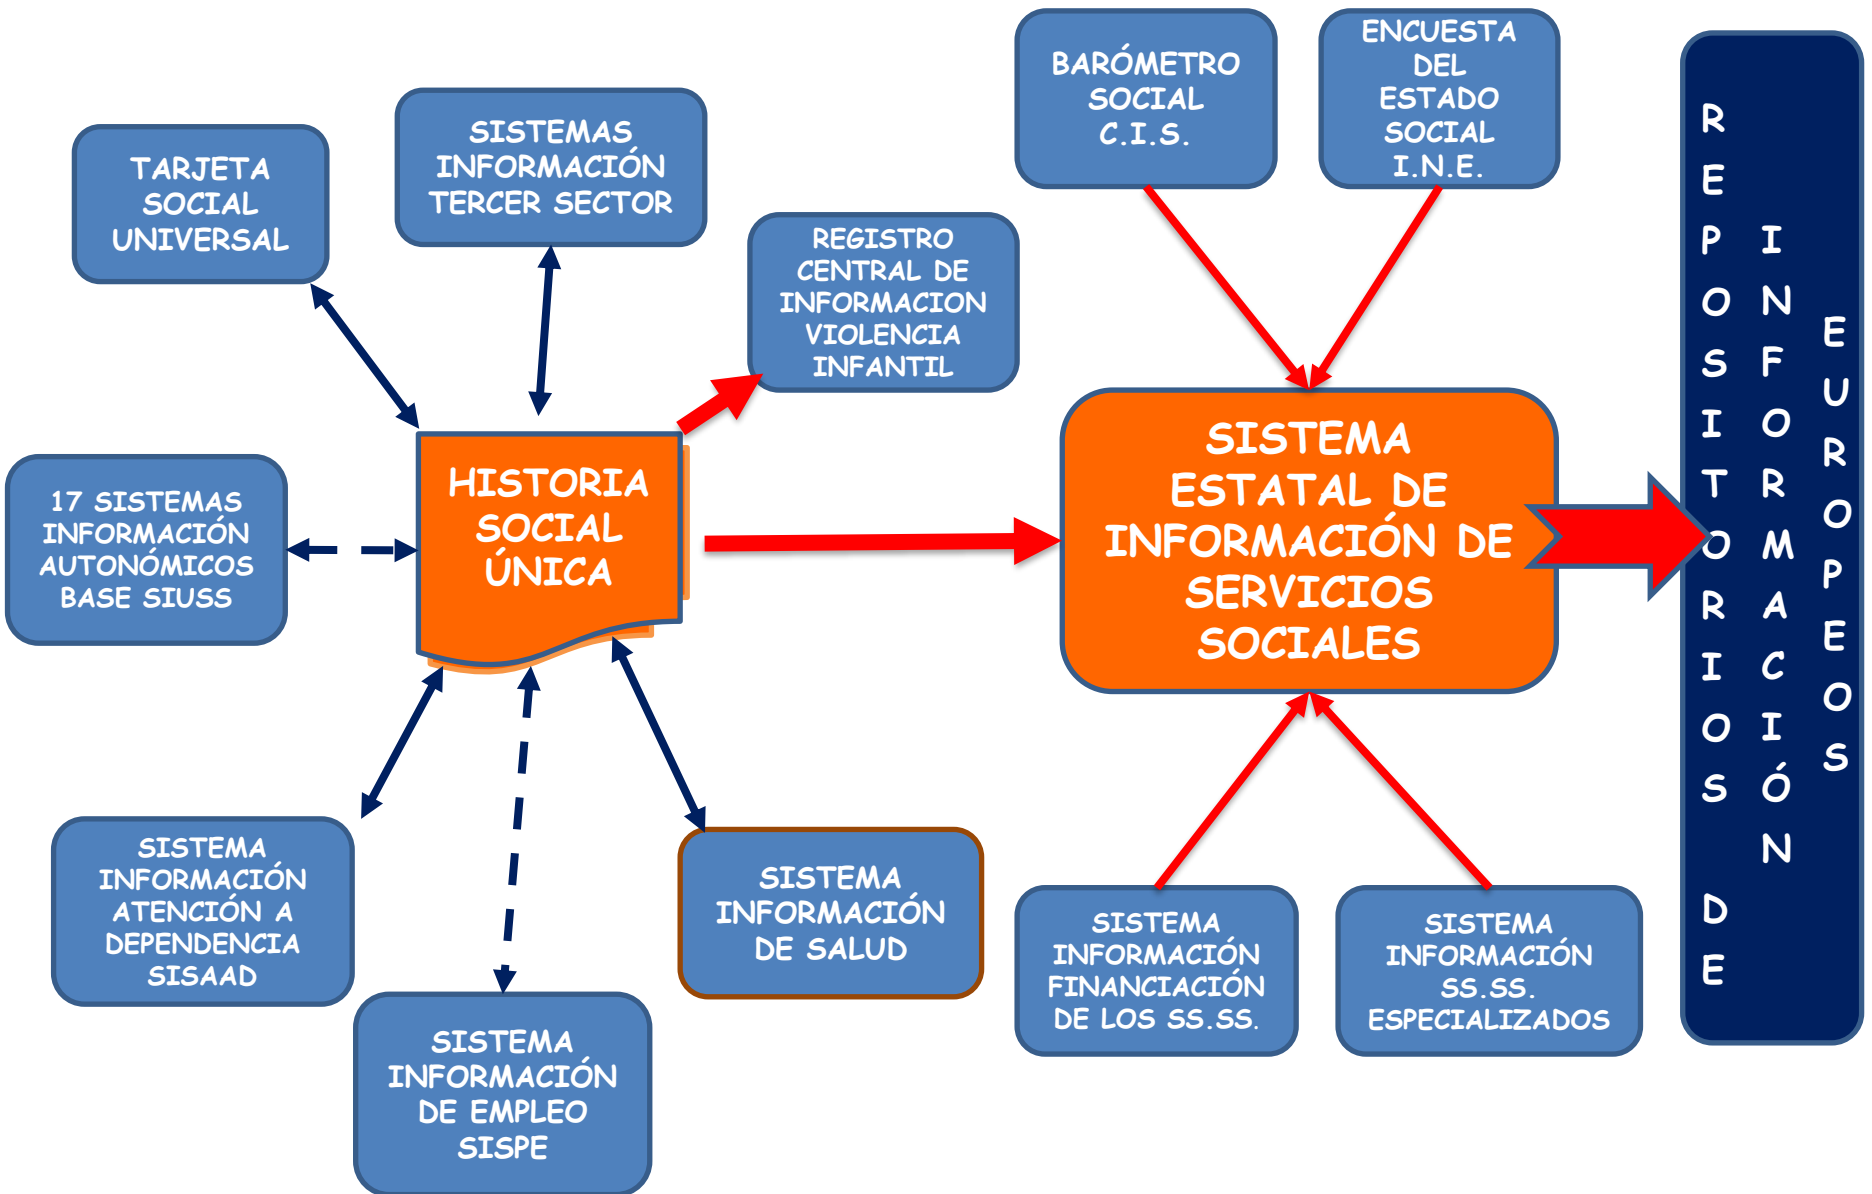 TARJETA
SOCIAL
UNIVERSAL
SISTEMAS
INFORMACIÓN
TERCER SECTOR
REGISTRO
CENTRAL DE
INFORMACION
VIOLENCIA
INFANTIL
BARÓMETRO
SOCIAL
C.I.S.
ENCUESTA
DEL
ESTADO
SOCIAL
I.N.E.
17 SISTEMAS
INFORMACIÓN
AUTONÓMICOS
BASE SIUSS
HISTORIA
SOCIAL
ÚNICA
SISTEMA
ESTATAL DE
INFORMACIÓN DE
SERVICIOS
SOCIALES
SISTEMA
INFORMACIÓN
ATENCIÓN A
DEPENDENCIA
SISAAD
SISTEMA
INFORMACIÓN
DE EMPLEO
SISPE
SISTEMA
INFORMACIÓN
DE SALUD
SISTEMA
INFORMACIÓN
FINANCIACIÓN
DE LOS SS.SS.
SISTEMA
INFORMACIÓN
SS.SS.
ESPECIALIZADOS
REPOSITORIOS DE
INFORMACIÓN
EUROPEOS